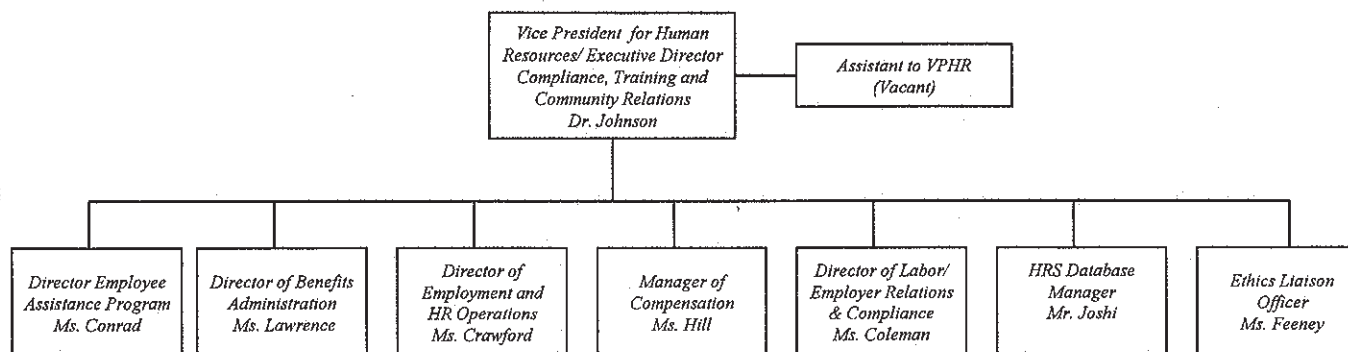 Vice President for Human
Resources/ Executive Director
Compliance, Training and
Community Relations
Dr. Johnson
Assistant to VPHR
(Vacant)
Director Employee
Assistance Program
Ms. Conrad
Director of Benefits
Administration
Ms. Lawrence
Director of
Employment and
HR Operations
Ms. Crawford
Manager of
Compensation
Ms. Hill
Director of Labor/
Employer Relations
& Compliance
Ms. Coleman
HRS Database
Manager
Mr. Joshi
Ethics Liaison
Officer
Ms. Feeney